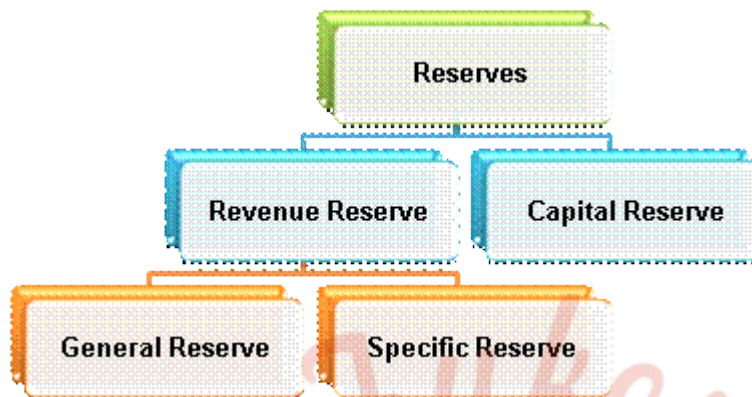 Reserves
Revenue Reserve
Capital Reserve
General Reserve
Specific Reserve